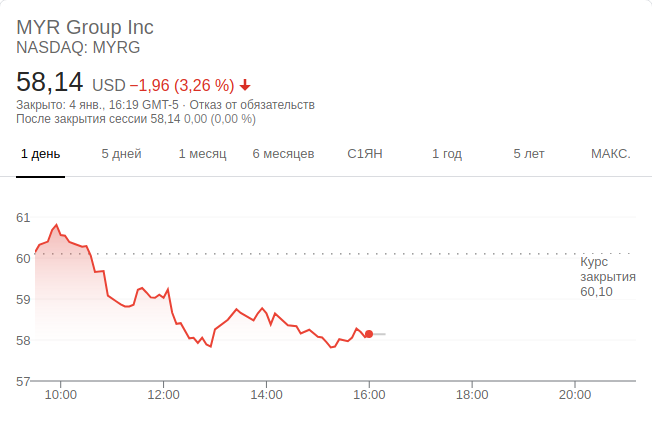 MYR Group Inc
NASDAQ: MYRG
58,14 USD −1,96 (3,26 %)
Закрыто: 4 янв., 16:19 GMT-5 · Отказ от обязательств
После закрытия сессии 58,14 0,00 (0,00 %)
1 день 5 дней 1 месяц 6 месяцев С1ЯН 1 год 5 лет МАКС.
61
60
Курс
закрытия
60,10
59
58
57
10:00 12:00 14:00 16:00 18:00 20:00